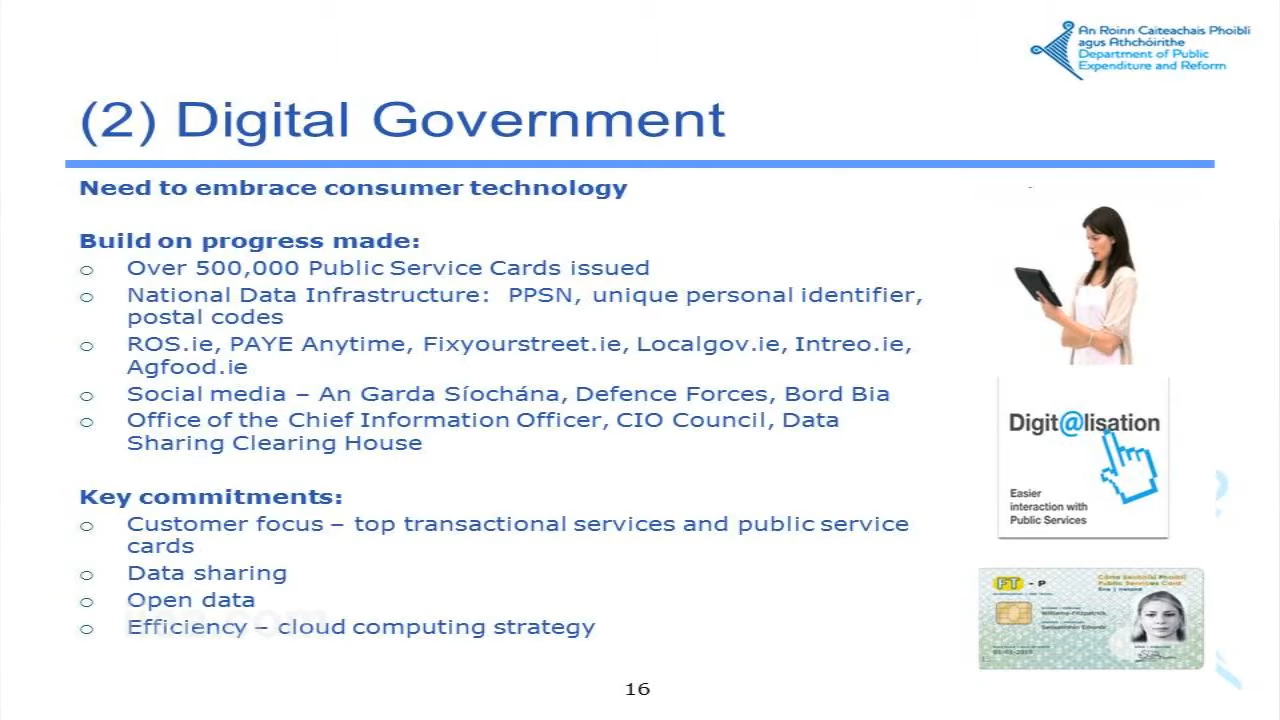 An Roinn Caiteachais Phoiblí
agus Athchóirithe
Department of Public
Expenditure and Reform
(2) Digital Government
Need to embrace consumer technology
Build on progress made:
o Over 500,000 Public Service Cards issued
o National Data Infrastructure: PPSN, unique personal identifier,
postal codes
o ROS.ie, PAYE Anytime, Fixyourstreet.ie, Localgov.ie, Intreo.ie,
Agfood.ie
o Social media – An Garda Síochána, Defence Forces, Bord Bia
o Office of the Chief Information Officer, CIO Council, Data
Sharing Clearing House
Key commitments:
o Customer focus – top transactional services and public service
cards
o Data sharing
o Open data
o Efficiency – cloud computing strategy
Digit@lisation
Easier
interaction with
Public Services
FT - P
Public Services Card
Williams-Fitzpatrick,
16